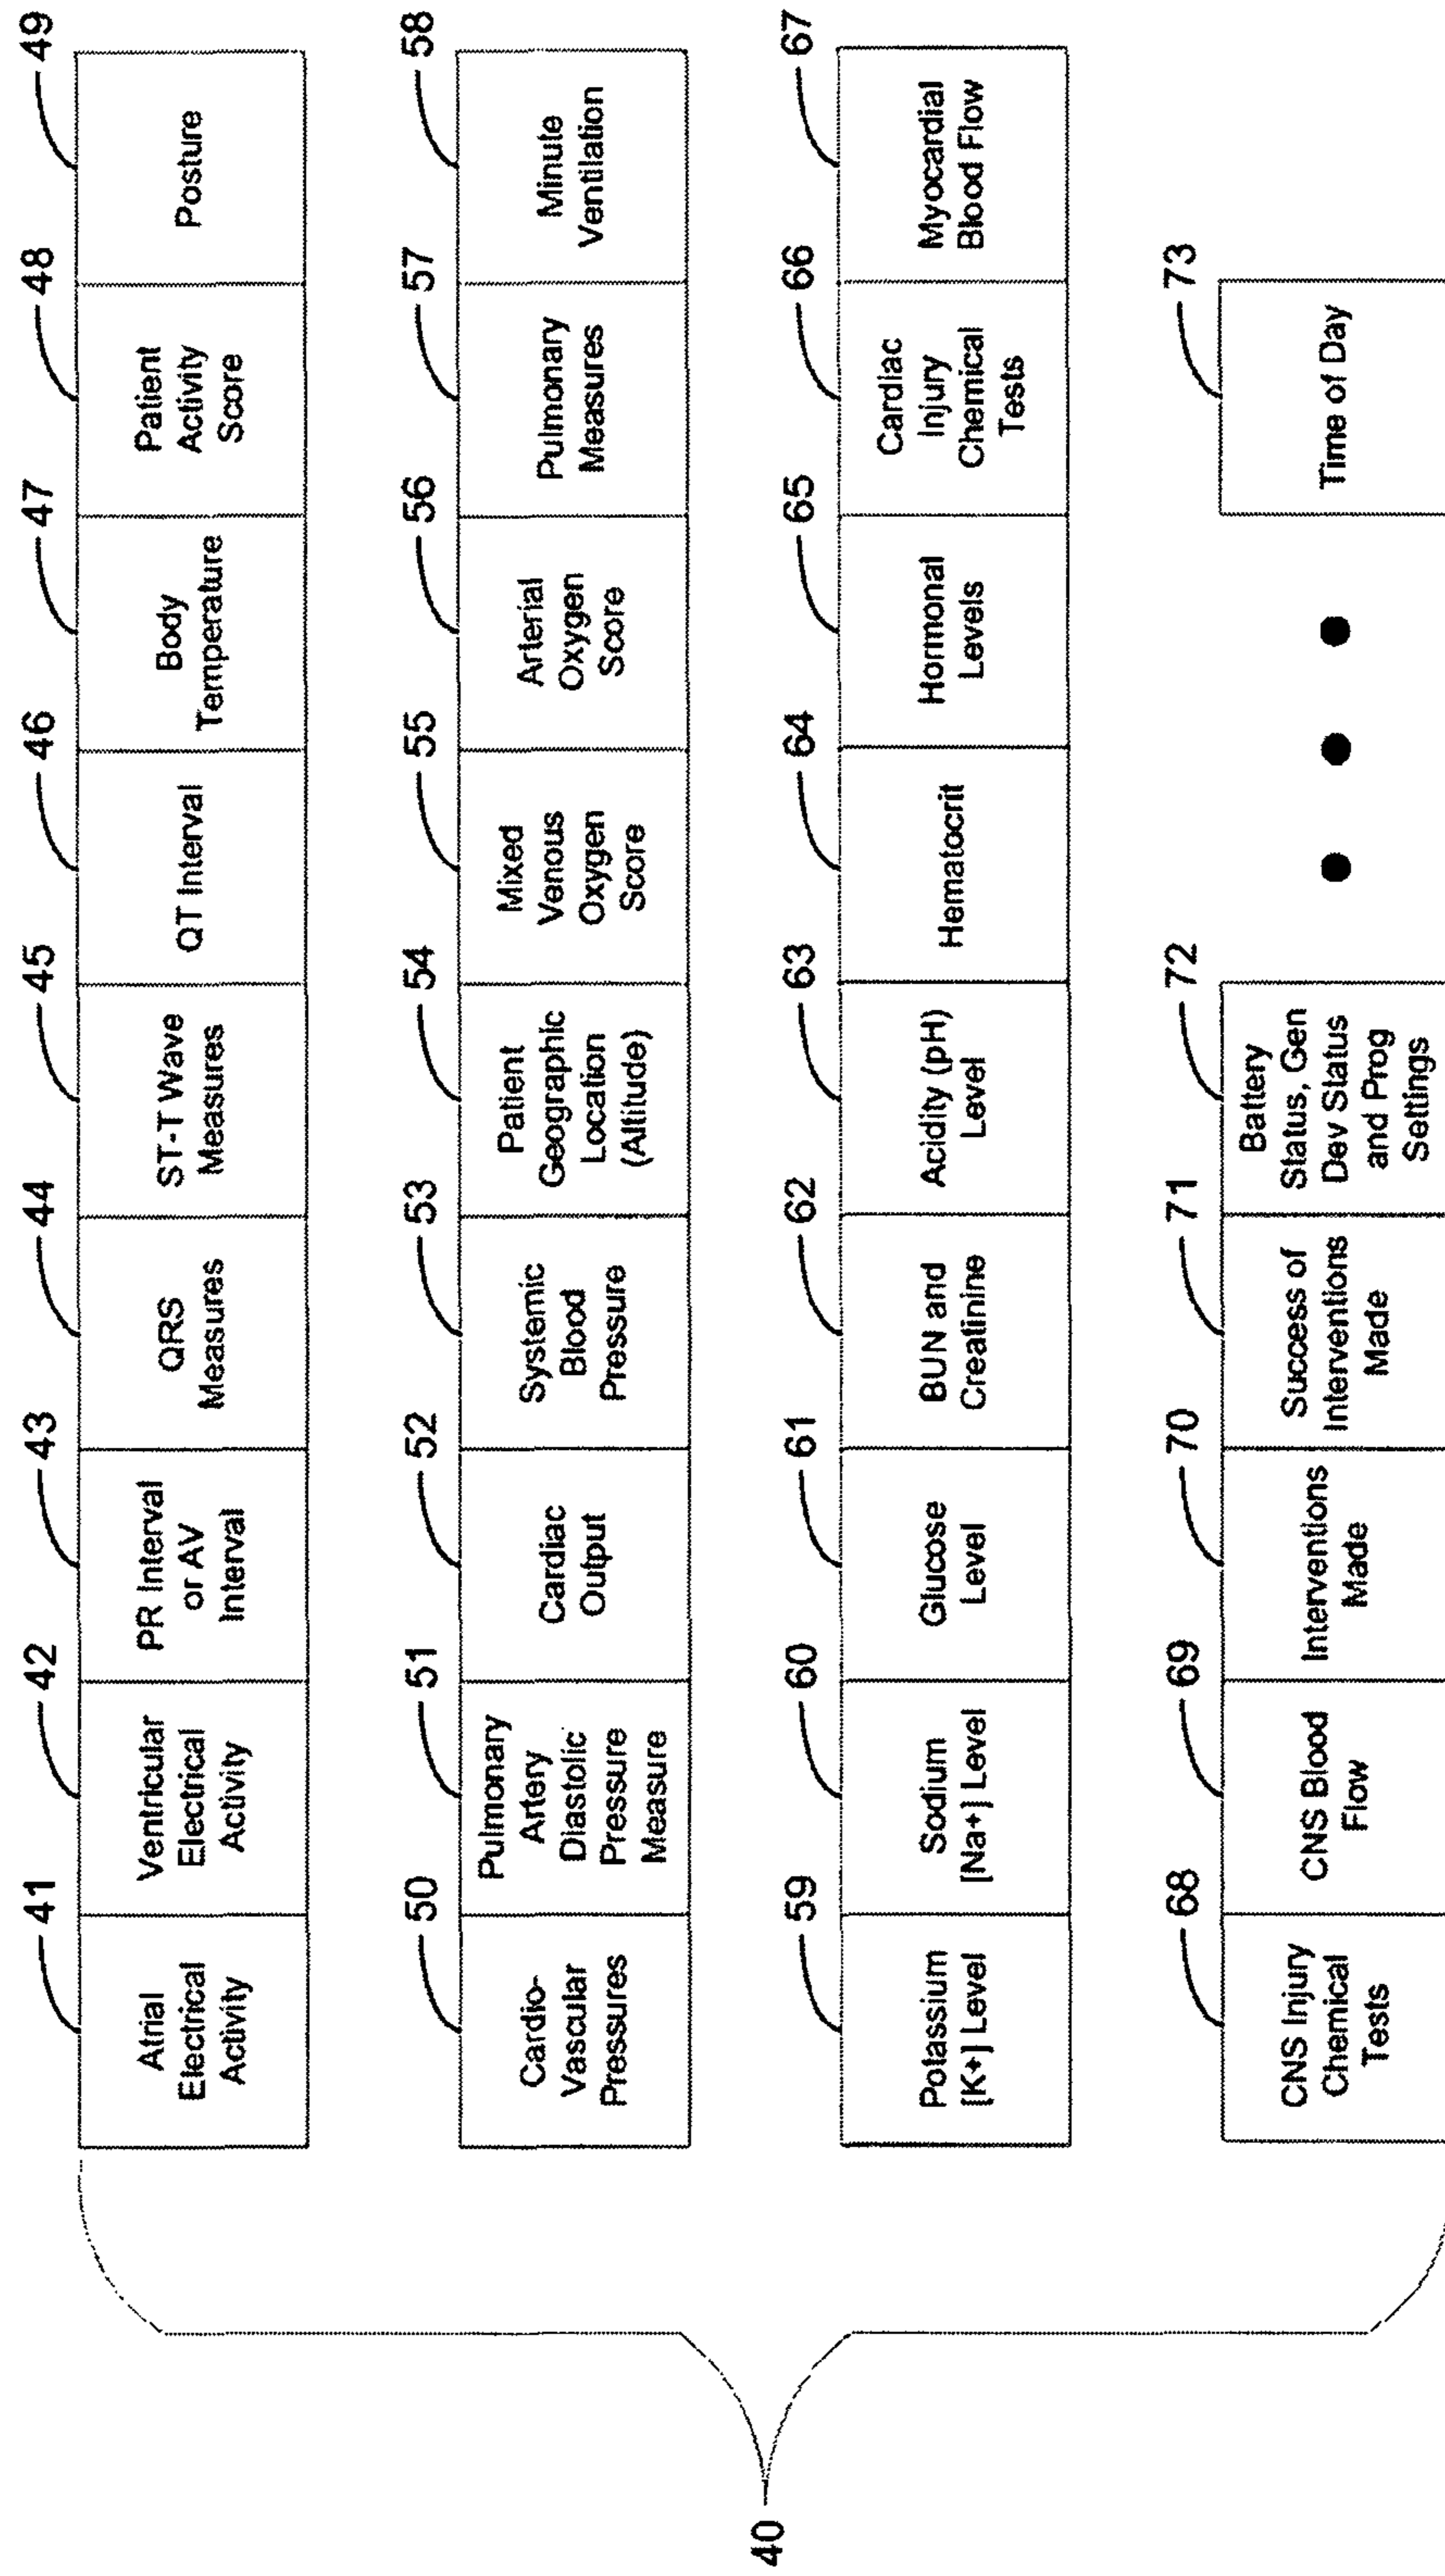 41
42
43
44
45
46
47
48
49
Atrial
Electrical
Activity
Ventricular
Electrical
Activity
PR Interval
or AV
Interval
QRS
Measures
ST-T Wave
Measures
QT Interval
Body
Temperature
Patient
Activity
Score
Posture
50
51
52
53
54
55
56
57
58
Cardio-
Vascular
Pressures
Pulmonary
Artery
Diastolic
Pressure
Measure
Cardiac
Output
Systemic
Blood
Pressure
Patient
Geographic
Location
(Altitude)
Mixed
Venous
Oxygen
Score
Arterial
Oxygen
Score
Pulmonary
Measures
Minute
Ventilation
40
59
60
61
62
63
64
65
66
67
Potassium
[K+] Level
Sodium
[Na+] Level
Glucose
Level
BUN and
Creatinine
Acidity (pH)
Level
Hematocrit
Hormonal
Levels
Cardiac
Injury
Chemical
Tests
Myocardial
Blood Flow
68
69
70
71
72
73
CNS Injury
Chemical
Tests
CNS Blood
Flow
Interventions
Made
Success of
Interventions
Made
Battery
Status, Gen
Dev Status
and Prog
Settings
Time of Day